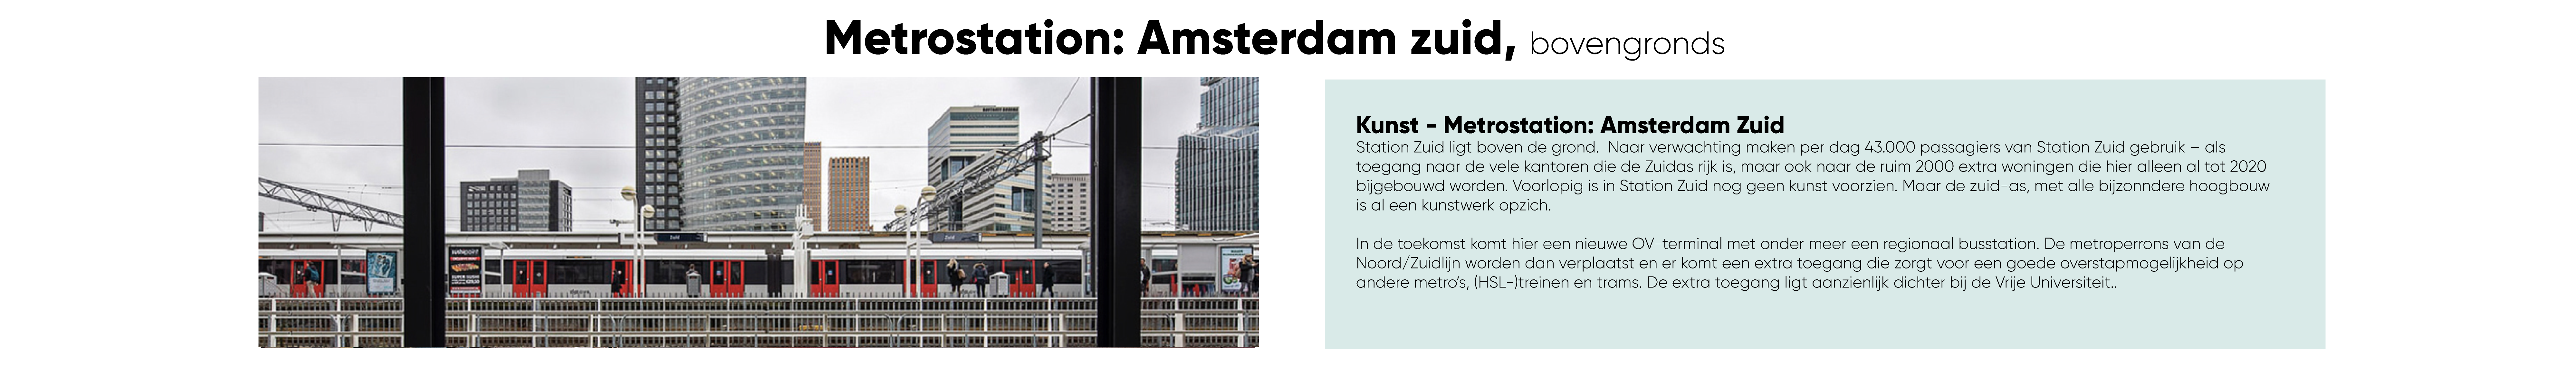 Metrostation: Amsterdam zuid, bovengronds
Kunst - Metrostation: Amsterdam Zuid
Station Zuid ligt boven de grond.  Naar verwachting maken per dag 43.000 passagiers van Station Zuid gebruik – als
toegang naar de vele kantoren die de Zuidas rijk is, maar ook naar de ruim 2000 extra woningen die hier alleen al tot 2020
bijgebouwd worden. Voorlopig is in Station Zuid nog geen kunst voorzien. Maar de zuid-as, met alle bijzonndere hoogbouw
is al een kunstwerk opzich.
In de toekomst komt hier een nieuwe OV-terminal met onder meer een regionaal busstation. De metroperrons van de
Noord/Zuidlijn worden dan verplaatst en er komt een extra toegang die zorgt voor een goede overstapmogelijkheid op
andere metro's, (HSL-)treinen en trams. De extra toegang ligt aanzienlijk dichter bij de Vrije Universiteit..
Zuid
Zuid